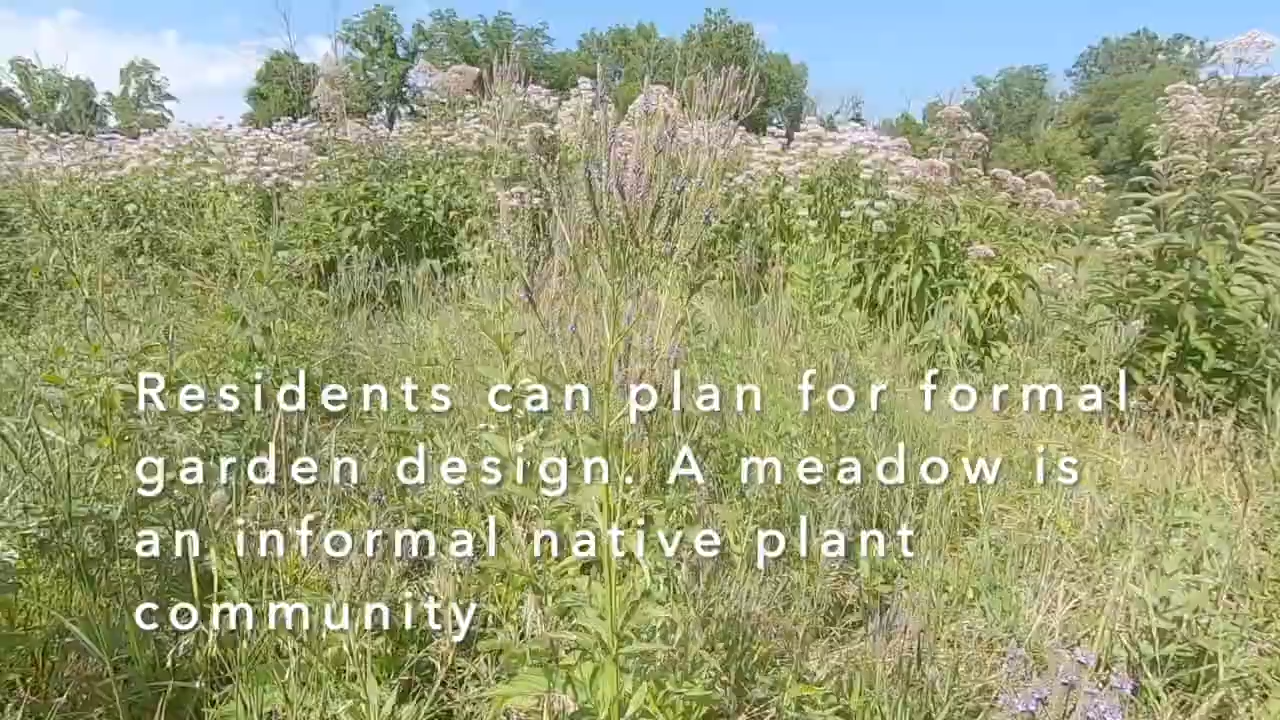 Residents can plan for formal
garden design. A meadow is
an informal native plant
community